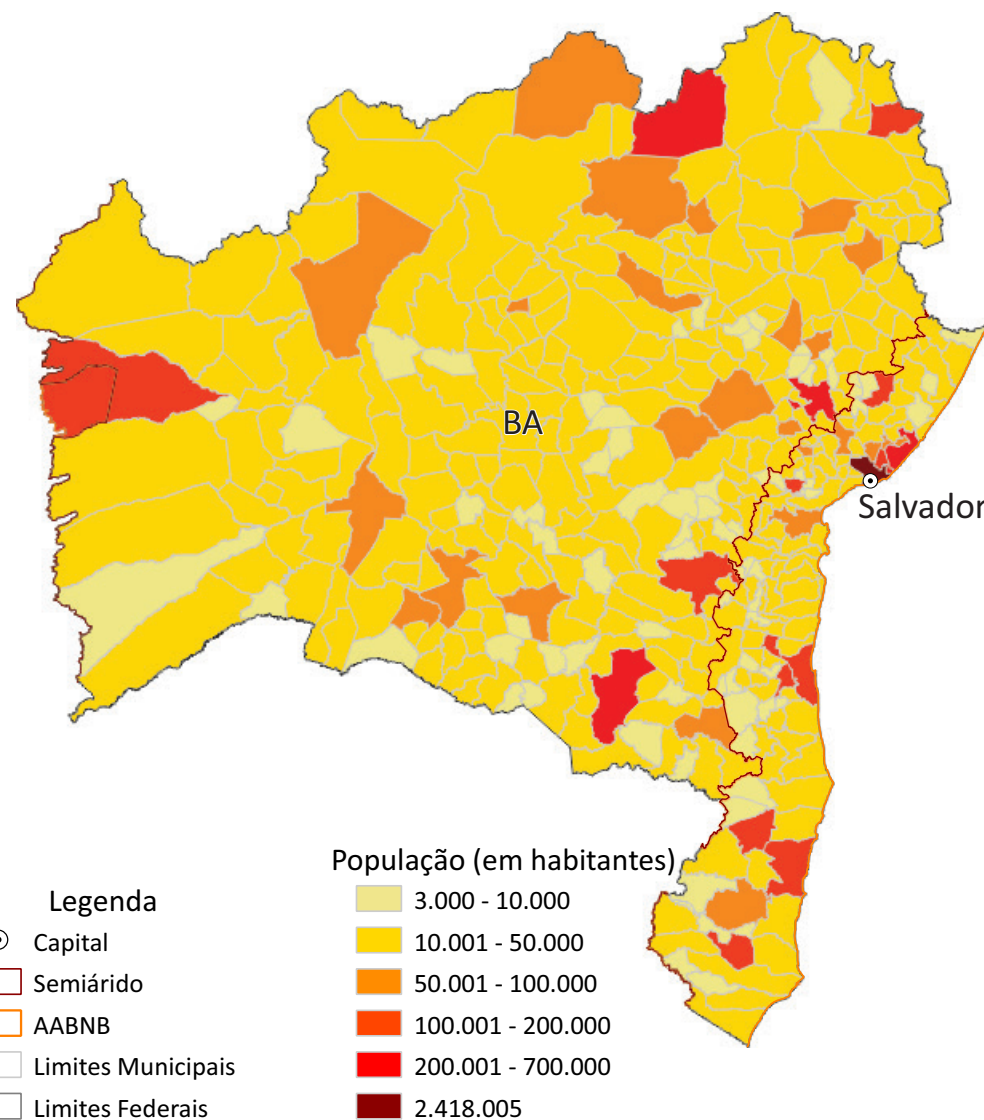 BA
Salvador
Legenda
Capital
Semiárido
AABNB
Limites Municipais
Limites Federais
População (em habitantes)
3.000 - 10.000
10.001 - 50.000
50.001 - 100.000
100.001 - 200.000
200.001 - 700.000
2.418.005